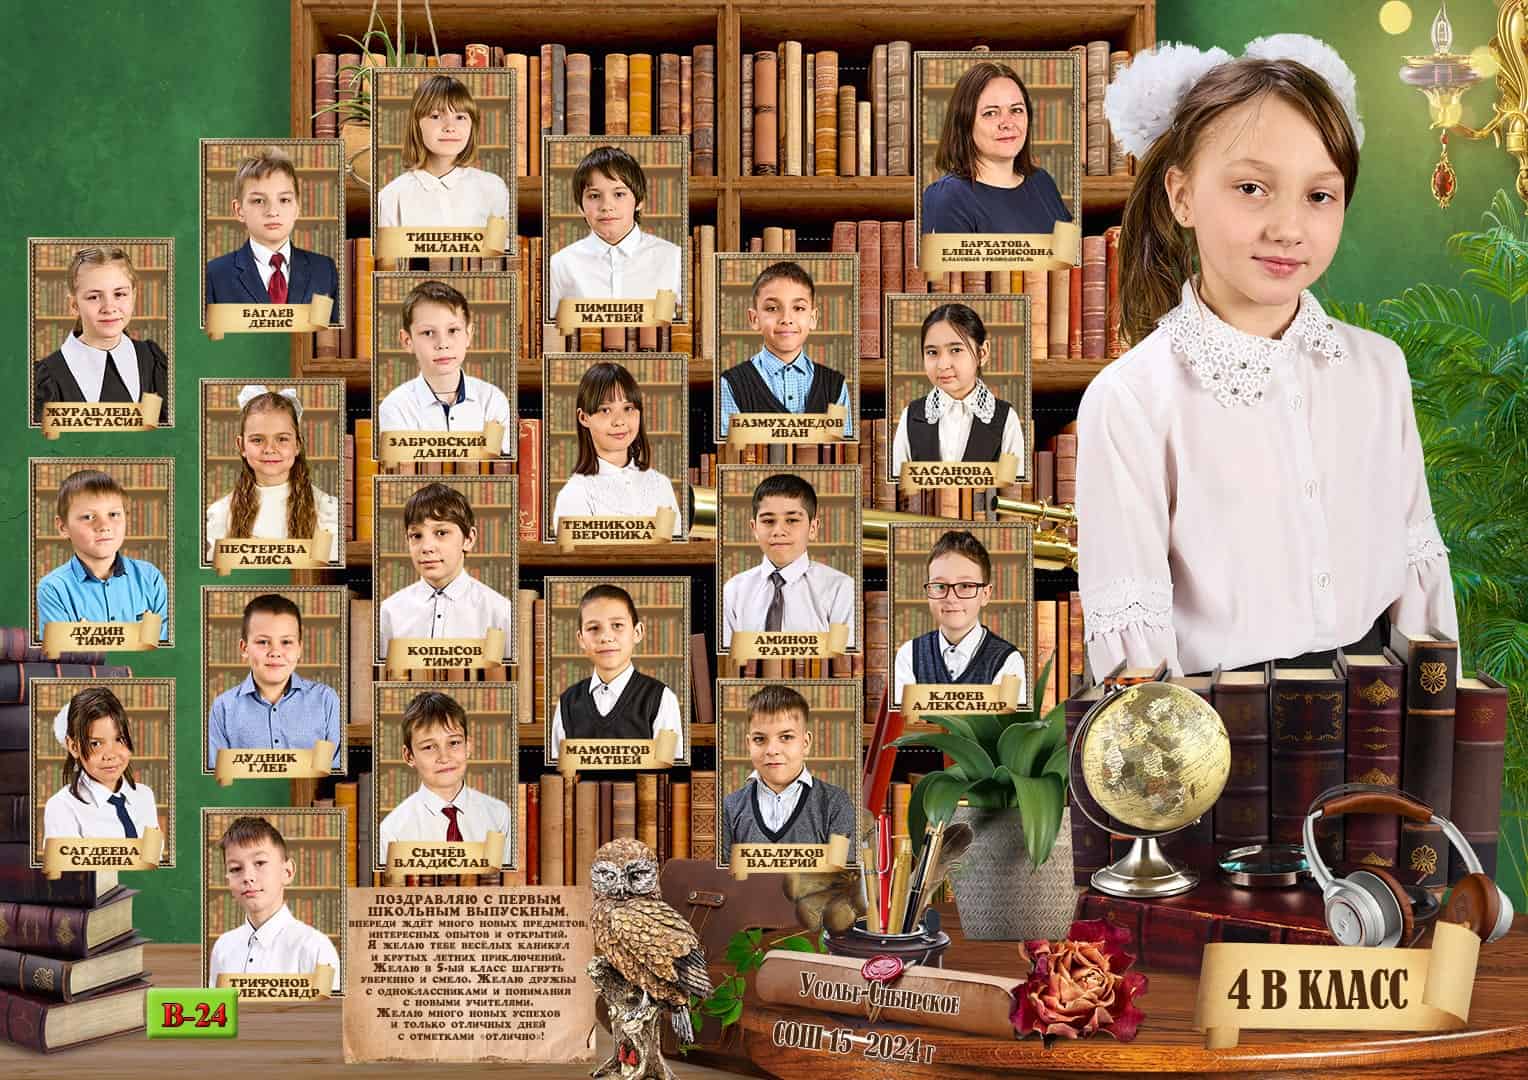 ТИЩЕНКО
МИЛАНА
БАРХАТОВА
ЕЛЕНА БОРИСОВНА
КЛАССНЫЙ РУКОВОДИТЕЛЬ
БАГАЕВ
ДЕНИС
ПИМШИН
МАТВЕЙ
ЖУРАВЛЕВА
АНАСТАСИЯ
ЗАБРОВСКИЙ
ДАНИЛ
БАЗМУХАМЕДОВ
ИВАН
ХАСАНОВА
ЧАРОСХОН
ПЕСТЕРЕВА
АЛИСА
ТЕМНИКОВА
ВЕРОНИКА
ДУДИН
ТИМУР
КОПЫСОВ
ТИМУР
АМИНОВ
ФАРРУХ
КЛЮЕВ
АЛЕКСАНДР
ДУДНИК
ГЛЕБ
МАМОНТОВ
МАТВЕЙ
САГДЕЕВА
САБИНА
СЫЧЁВ
ВЛАДИСЛАВ
КАБЛУКОВ
ВАЛЕРИЙ
ТРИФОНОВ
АЛЕКСАНДР
В-24
ПОЗДРАВЛЯЮ С ПЕРВЫМ
ШКОЛЬНЫМ ВЫПУСКНЫМ.
ВПЕРЕДИ ЖДЁТ МНОГО НОВЫХ ПРЕДМЕТОВ,
ИНТЕРЕСНЫХ ОПЫТОВ И ОТКРЫТИЙ.
Я ЖЕЛАЮ ТЕБЕ ВЕСЁЛЫХ КАНИКУЛ
И КРУТЫХ ЛЕТНИХ ПРИКЛЮЧЕНИЙ.
ЖЕЛАЮ В 5-ЫЙ КЛАСС ШАГНУТЬ
УВЕРЕННО И СМЕЛО. ЖЕЛАЮ ДРУЖБЫ
С ОДНОКЛАССНИКАМИ И ПОНИМАНИЯ
С НОВЫМИ УЧИТЕЛЯМИ.
ЖЕЛАЮ МНОГО НОВЫХ УСПЕХОВ
И ТОЛЬКО ОТЛИЧНЫХ ДНЕЙ
С ОТМЕТКАМИ «ОТЛИЧНО»!
Усолье-Сибирское
СОШ 15 2024 г
4 В КЛАСС